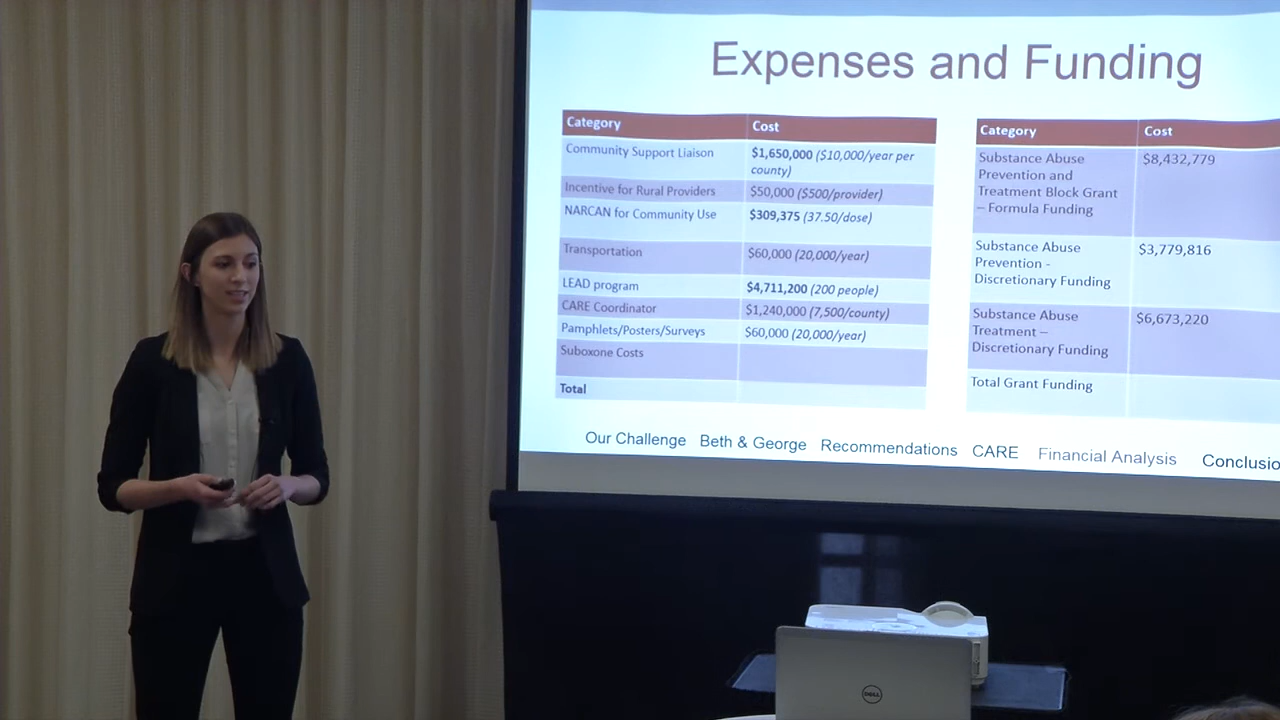 Expenses and Funding
Category Cost
Community Support Liaison $1,650,000 ($10,000/year per
county)
Incentive for Rural Providers $50,000 ($500/provider)
NARCAN for Community Use $309,375 (37.50/dose)
Transportation $60,000 (20,000/year)
LEAD program $4,711,200 (200 people)
CARE Coordinator $1,240,000 (7,500/county)
Pamphlets/Posters/Surveys $60,000 (20,000/year)
Suboxone Costs
Total
Category Cost
Substance Abuse $8,432,779
Prevention and
Treatment Block Grant
– Formula Funding
Substance Abuse $3,779,816
Prevention -
Discretionary Funding
Substance Abuse $6,673,220
Treatment –
Discretionary Funding
Total Grant Funding
Our Challenge Beth & George Recommendations CARE Financial Analysis Conclusio
DELL